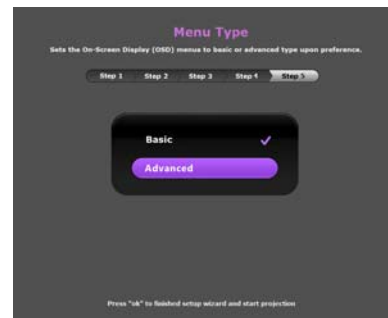 Menu Type
Sets the On-Screen Display (OSD) menus to basic or advanced type upon preference.
Step 1 Step 2 Step 3 Step 4 Step 5
Basic
Advanced
Press "ok" to finished setup wizard and start projection